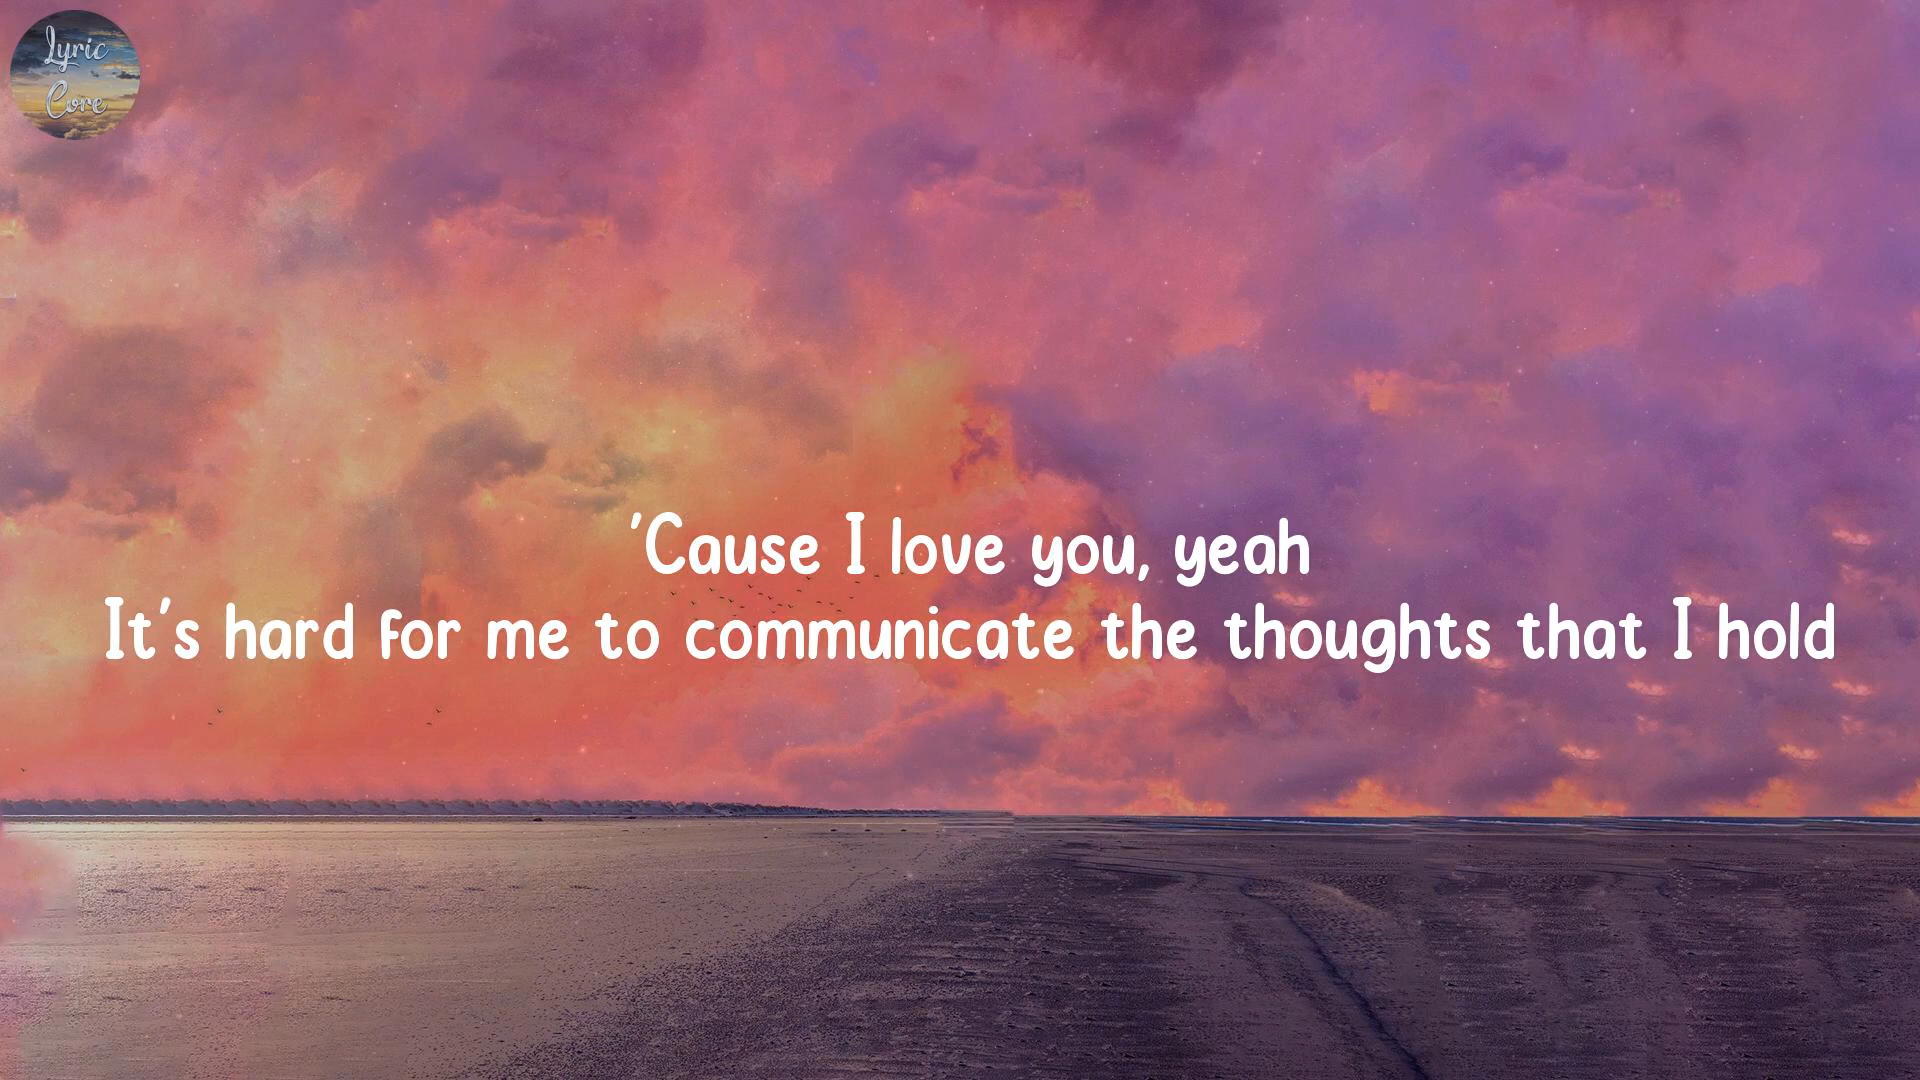 Lyric
Core
'Cause I love you, yeah
It's hard for me to communicate the thoughts that I hold